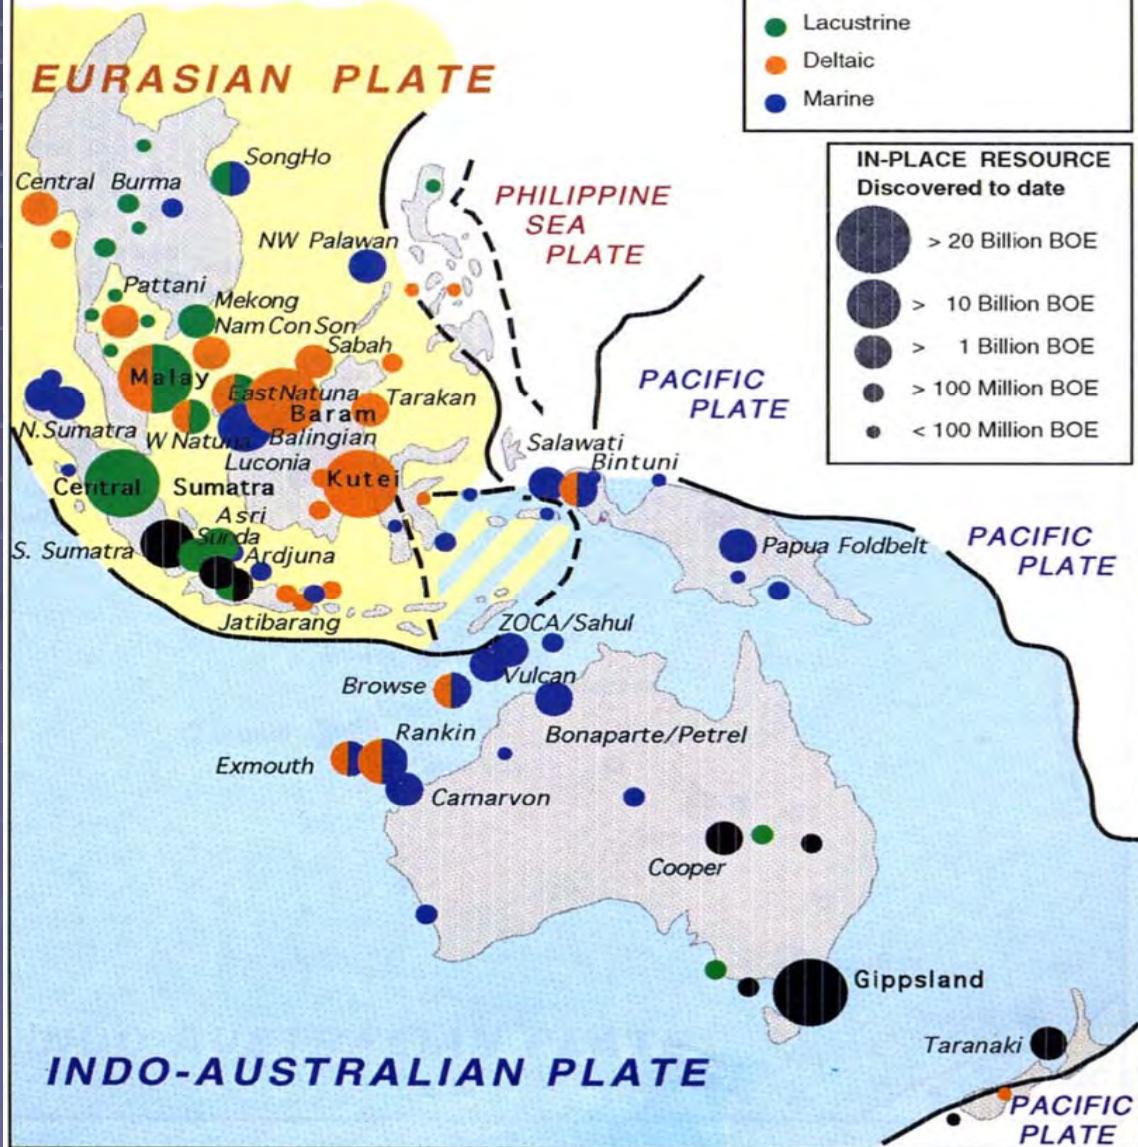 Lacustrine
Deltaic
Marine
IN-PLACE RESOURCE
Discovered to date
> 20 Billion BOE
> 10 Billion BOE
> 1 Billion BOE
> 100 Million BOE
< 100 Million BOE
EURASIAN PLATE
SongHo
Central Burma
PHILIPPINE
SEA
PLATE
NW Palawan
Pattani
Mekong
Nam Con Son
Sabah
Malay
East Natuna
Baram
Tarakan
PACIFIC
PLATE
N.Sumatra
W Natuna
Balingian
Luconia
Salawati
Bintuni
Central Sumatra
Kutei
Asri
Sunda
S. Sumatra
Ardjuna
Papua Foldbelt
PACIFIC
PLATE
Jatibarang
ZOCA/Sahul
Vulcan
Browse
Rankin
Bonaparte/Petrel
Exmouth
Carnarvon
Cooper
Gippsland
Taranaki
INDO-AUSTRALIAN PLATE
PACIFIC
PLATE